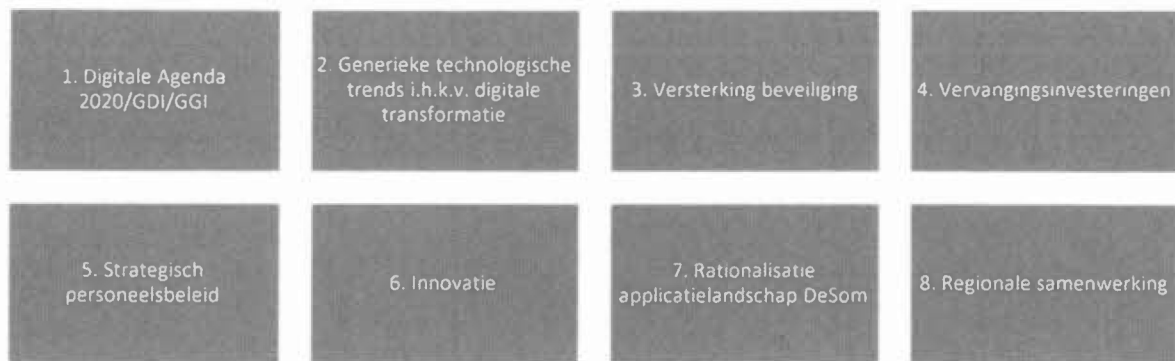 1. Digitale Agenda
2020/GDI/GGI
2. Generieke technologische
trends i.h.k.v. digitale
transformatie
3. Versterking beveiliging
4. Vervangingsinvesteringen
5. Strategisch
personeelsbeleid
6. Innovatie
7. Rationalisatie
applicatielandschap DeSom
8. Regionale samenwerking